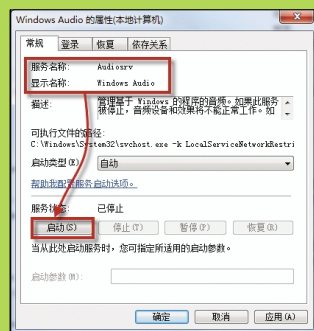 Windows Audio 的属性(本地计算机)
常规 登录 恢复 依存关系
服务名称: Audiosrv
显示名称: Windows Audio
描述: 管理基于 Windows 的程序的音频。如果此服务
被停止，音频设备和效果将不能正常工作。如
可执行文件的路径:
C:\Windows\System32\svchost.exe -k LocalServiceNetworkRestri
启动类型(E) 自动
帮助我配置服务启动选项。
服务状态: 已停止
启动(S) 停止(T) 暂停(P) 恢复(R)
当从此处启动服务时，您可指定所适用的启动参数。
启动参数(M):
确定 取消 应用(A)